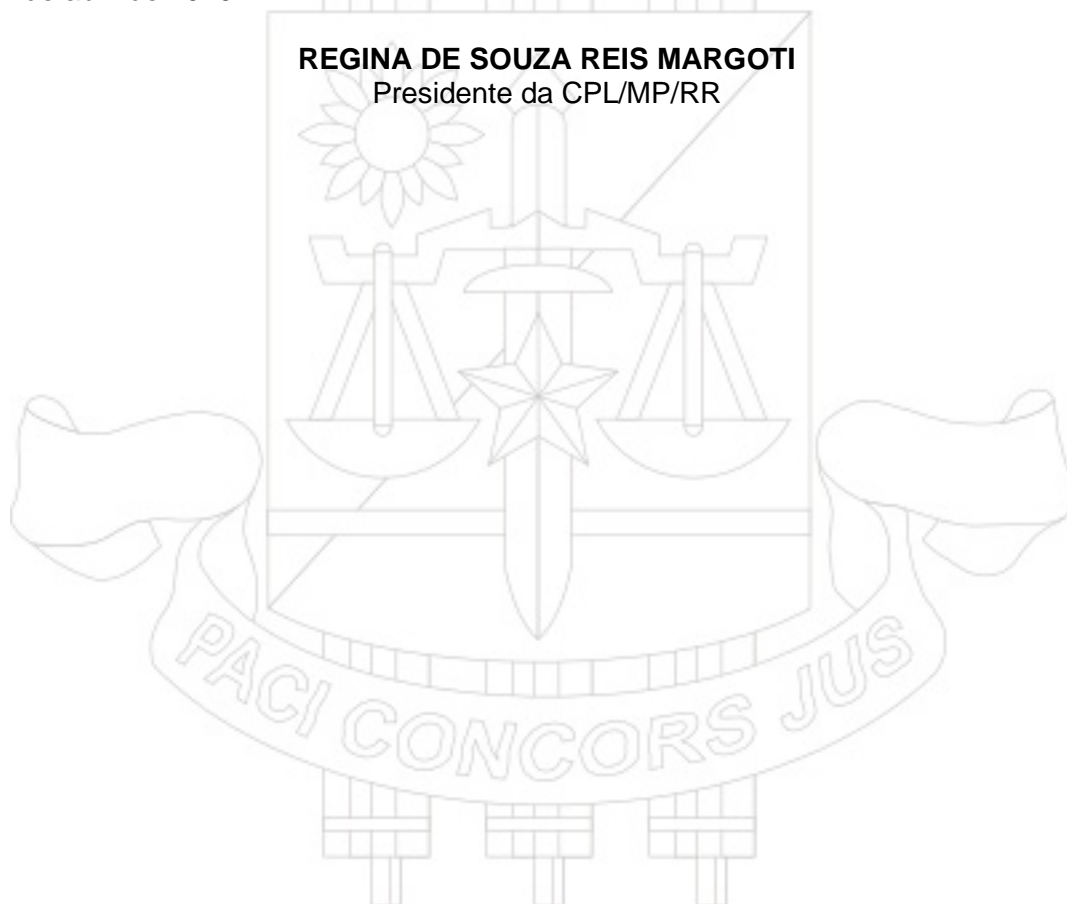 REGINA DE SOUZA REIS MARGOTI
Presidente da CPL/MP/RR
PACI CONCORS JUS